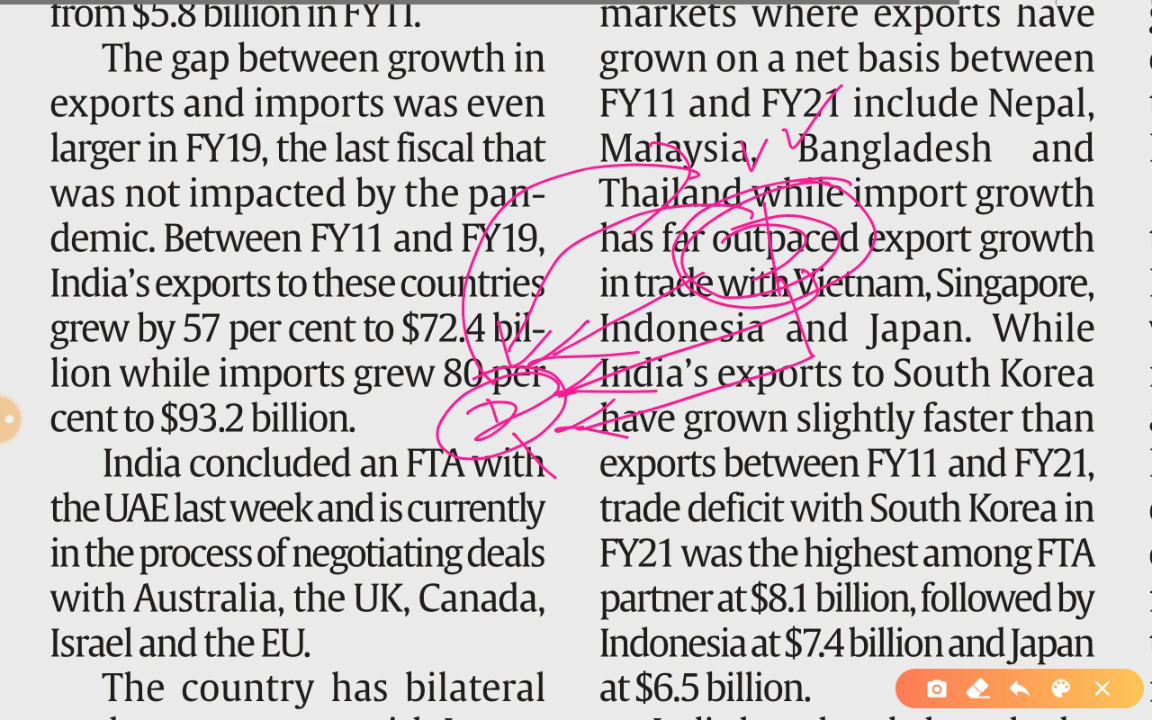 from $5.8 billion in FY11.
The gap between growth in
exports and imports was even
larger in FY19, the last fiscal that
was not impacted by the pan-
demic. Between FY11 and FY19,
India's exports to these countries
grew by 57 per cent to $72.4 bil-
lion while imports grew 80 per
cent to $93.2 billion.
India concluded an FTA with
the UAE last week and is currently
in the process of negotiating deals
with Australia, the UK, Canada,
Israel and the EU.
The country has bilateral
markets where exports have
grown on a net basis between
FY11 and FY21 include Nepal,
Malaysia, Bangladesh and
Thailand while import growth
has far outpaced export growth
in trade with Vietnam, Singapore,
Indonesia and Japan. While
India's exports to South Korea
have grown slightly faster than
exports between FY11 and FY21,
trade deficit with South Korea in
FY21 was the highest among FTA
partner at $8.1 billion, followed by
Indonesia at $7.4 billion and Japan
at $6.5 billion.